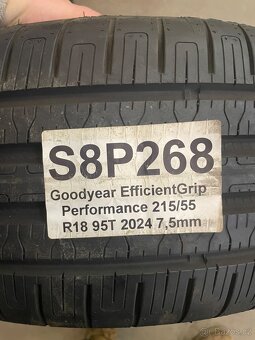 S8P268
Goodyear EfficientGrip
Performance 215/55
R18 95T 2024 7,5mm